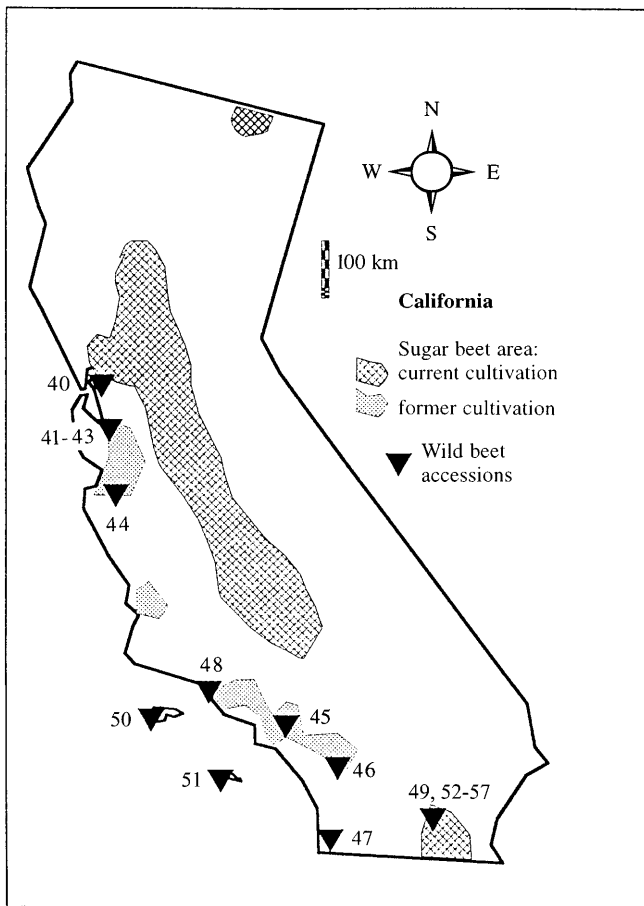 N
W E
S
100 km
California
Sugar beet area:
current cultivation
former cultivation
Wild beet
accessions
40
41-43
44
48
50
45
46
51
49, 52-57
47